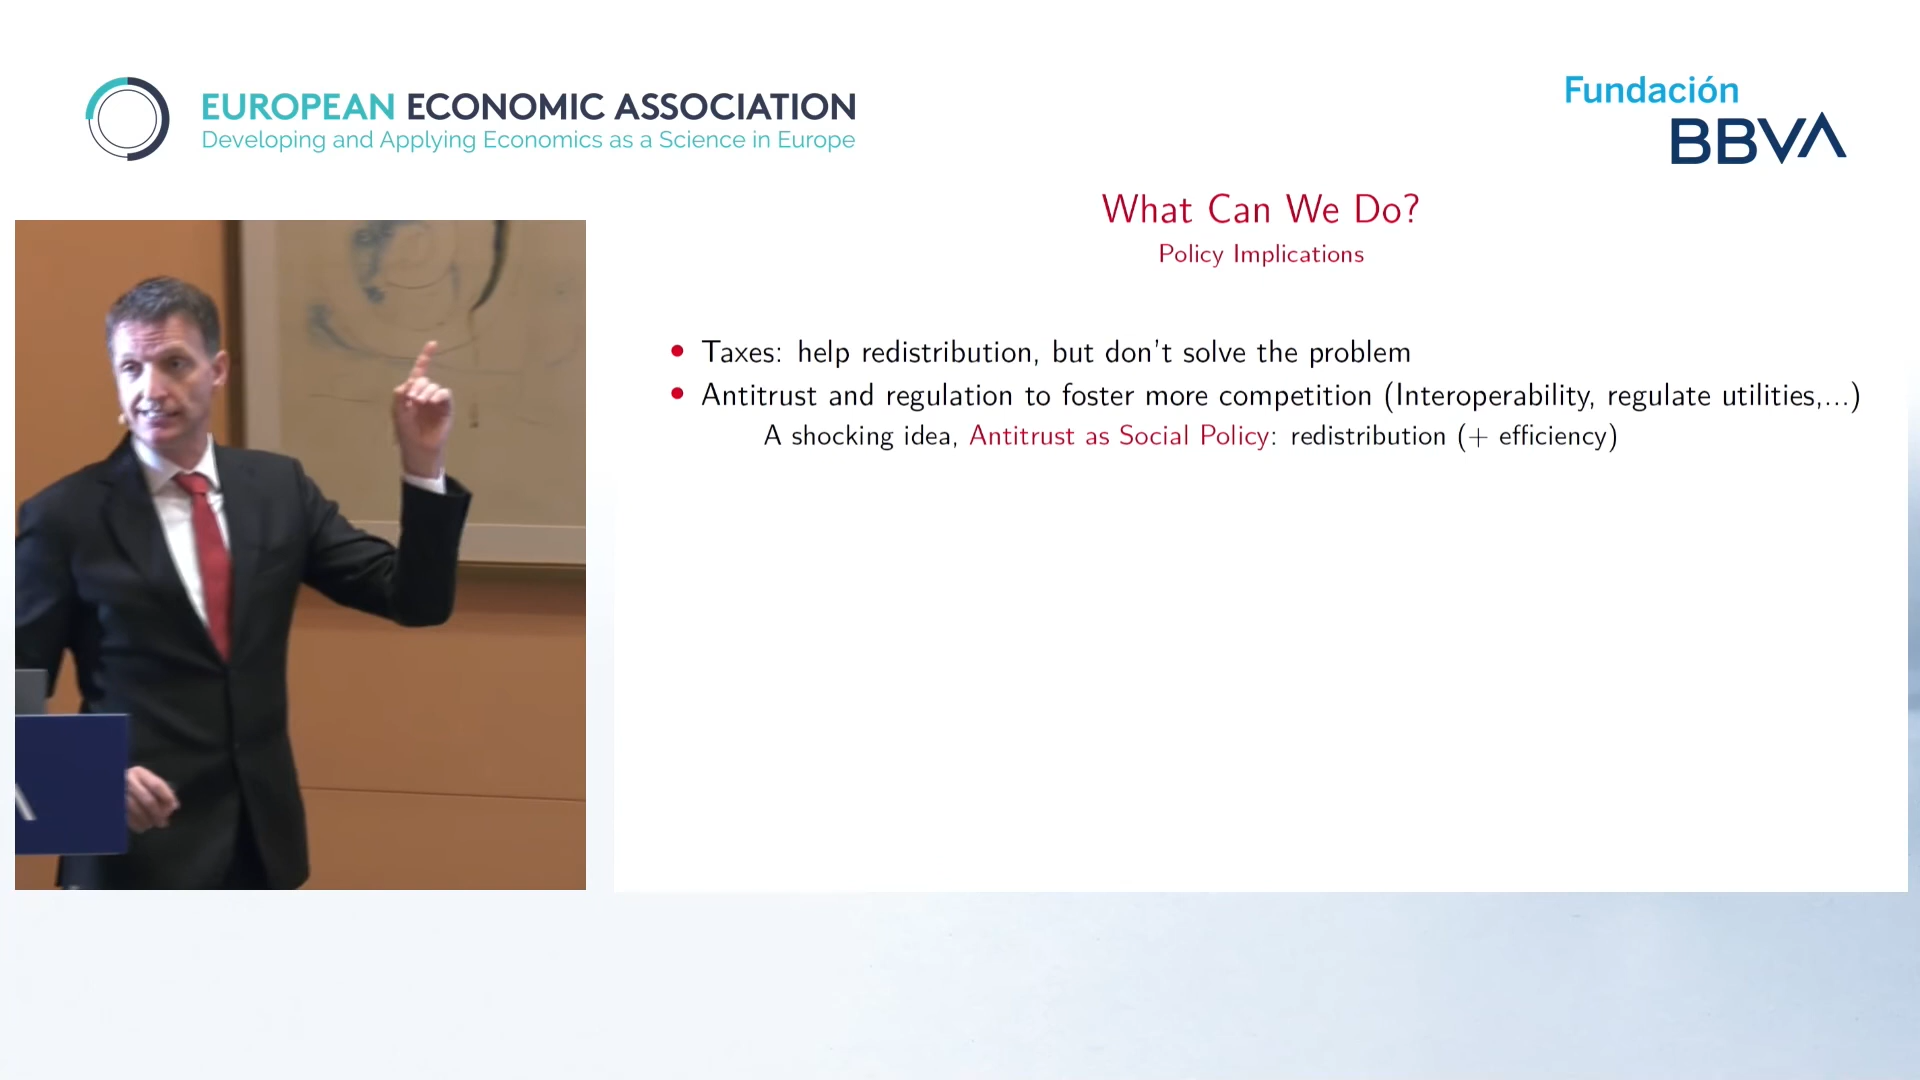 EUROPEAN ECONOMIC ASSOCIATION
Developing and Applying Economics as a Science in Europe
Fundación
BBVA
What Can We Do?
Policy Implications
• Taxes: help redistribution, but don't solve the problem
• Antitrust and regulation to foster more competition (Interoperability, regulate utilities,...)
A shocking idea, Antitrust as Social Policy: redistribution (+ efficiency)